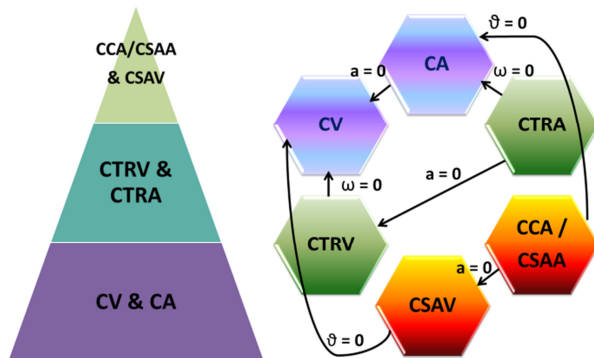 CCA/CSAA
& CSAV
CTRV &
CTRA
CV & CA
ϑ = 0
CA
a = 0
ω = 0
CV
CTRA
a = 0
ω = 0
CTRV
CCA /
CSAA
a = 0
CSAV
ϑ = 0